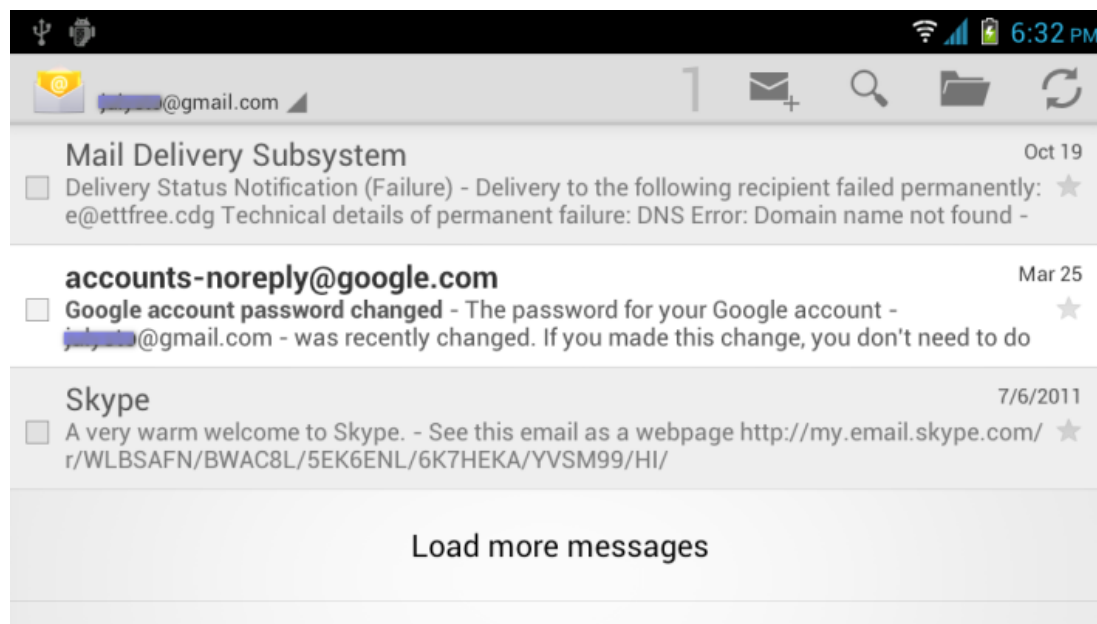 6:32 PM
@gmail.com
1
Mail Delivery Subsystem
Oct 19
Delivery Status Notification (Failure) - Delivery to the following recipient failed permanently:
e@ettfree.cdg Technical details of permanent failure: DNS Error: Domain name not found -
accounts-noreply@google.com
Mar 25
Google account password changed - The password for your Google account -
@gmail.com - was recently changed. If you made this change, you don't need to do
Skype
7/6/2011
A very warm welcome to Skype. - See this email as a webpage http://my.email.skype.com/
r/WLBSAFN/BWAC8L/5EK6ENL/6K7HEKA/YVSM99/HI/
Load more messages